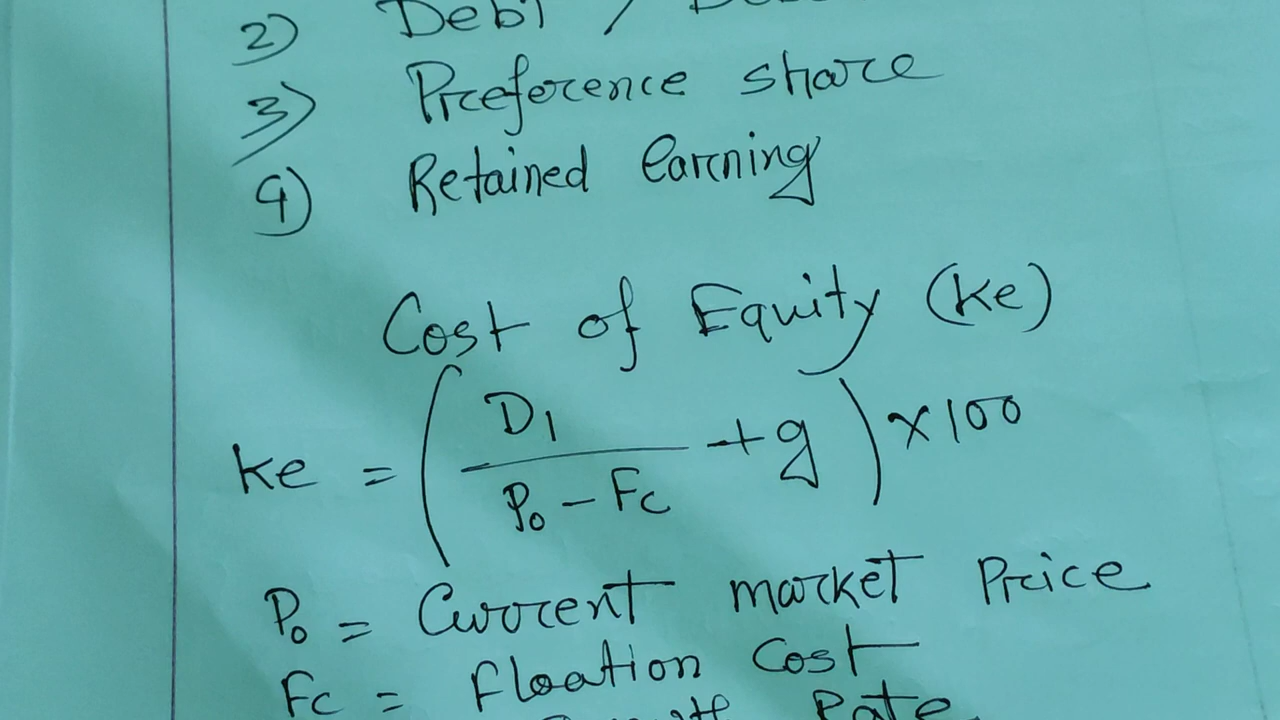 2) Debt /
3) Preference share
4) Retained Earning
Cost of Equity (ke)
ke = (D1 / P0 - Fc + g) × 100
P0 = Current market Price
Fc = floation Cost
Rate